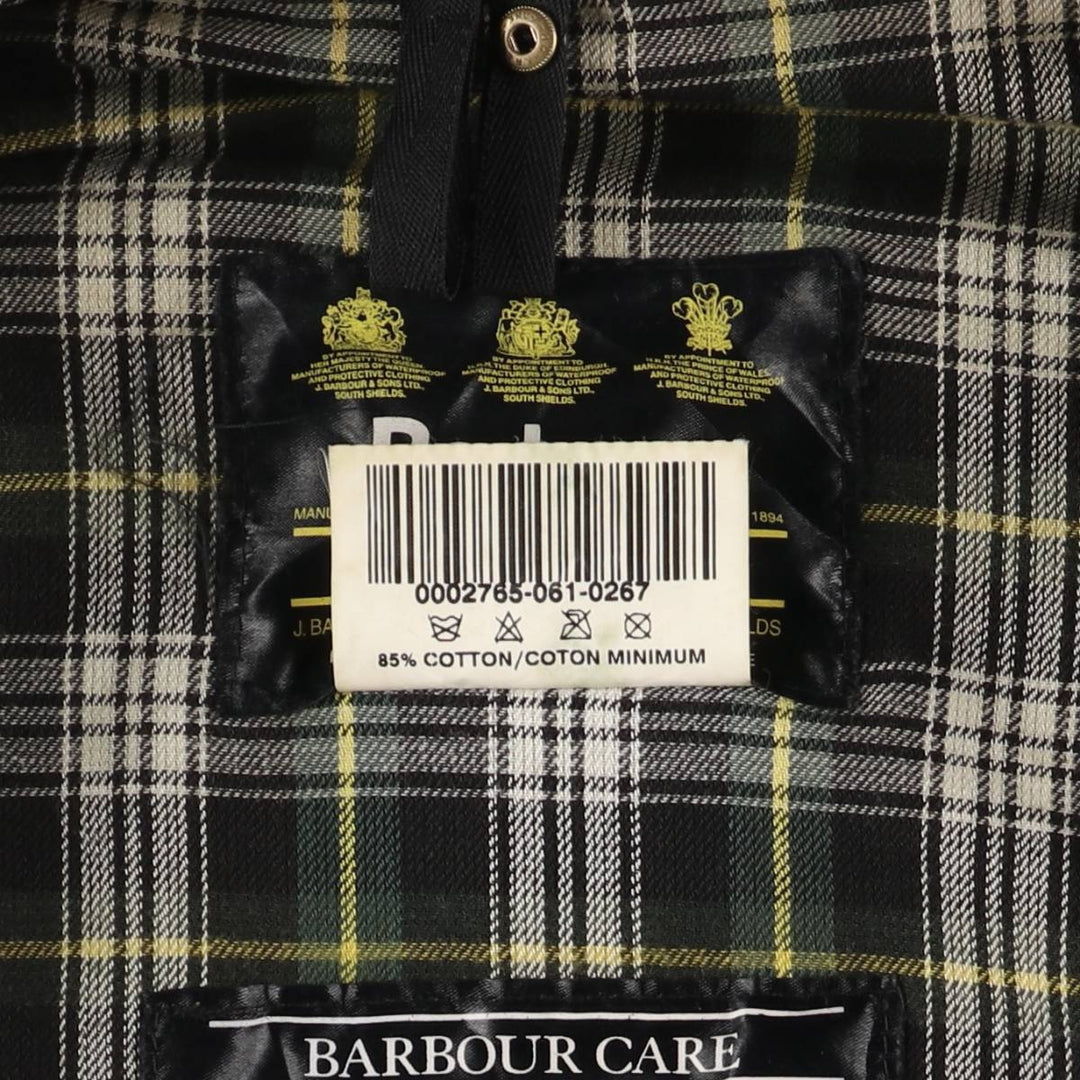 BY APPOINTMENT TO
HER MAJESTY THE QUEEN
MANUFACTURERS OF WATERPROOF
AND PROTECTIVE CLOTHING
J. BARBOUR & SONS LTD.,
SOUTH SHIELDS.
BY APPOINTMENT TO
H.R.H. THE DUKE OF EDINBURGH
MANUFACTURERS OF WATERPROOF
AND PROTECTIVE CLOTHING
J. BARBOUR & SONS LTD.,
SOUTH SHIELDS.
BY APPOINTMENT TO
H.R.H. THE PRINCE OF WALES
MANUFACTURERS OF WATERPROOF
AND PROTECTIVE CLOTHING
J. BARBOUR & SONS LTD.,
SOUTH SHIELDS.
1894
0002765-061-0267
85% COTTON/COTON MINIMUM
BARBOUR CARE